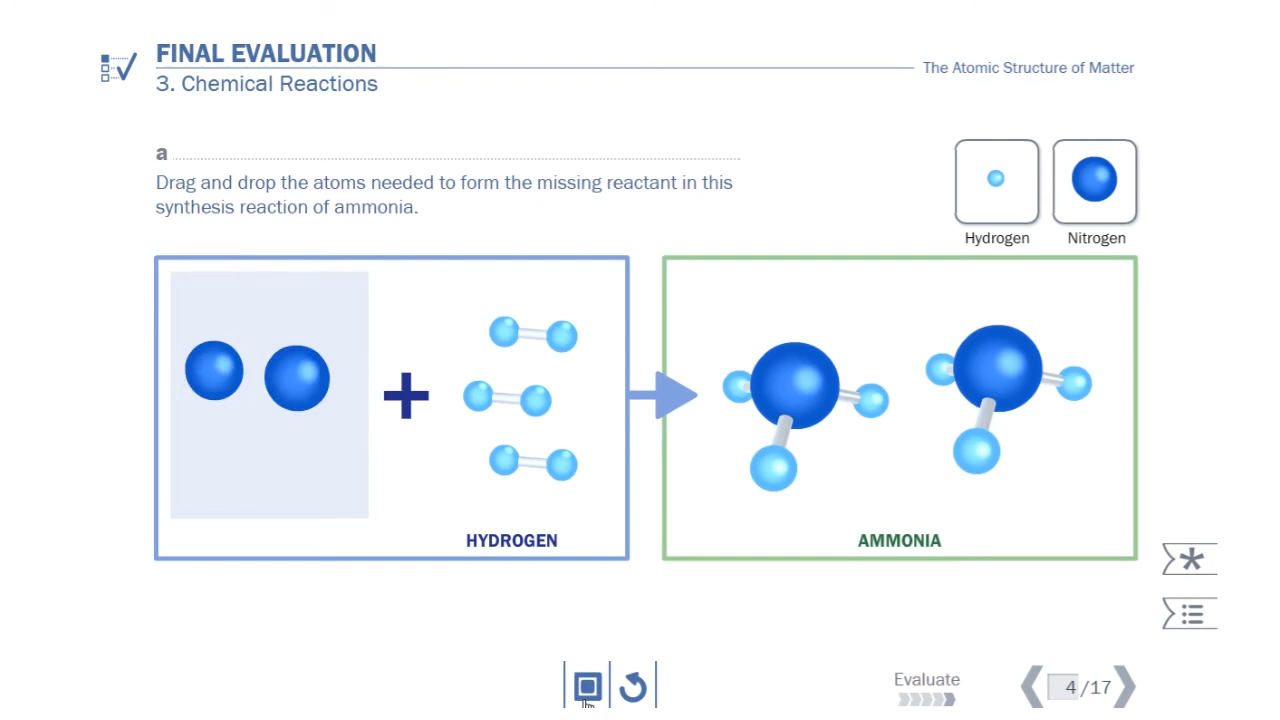 FINAL EVALUATION
3. Chemical Reactions
The Atomic Structure of Matter
a
Drag and drop the atoms needed to form the missing reactant in this
synthesis reaction of ammonia.
Hydrogen
Nitrogen
+
HYDROGEN
AMMONIA
Evaluate
4 /17